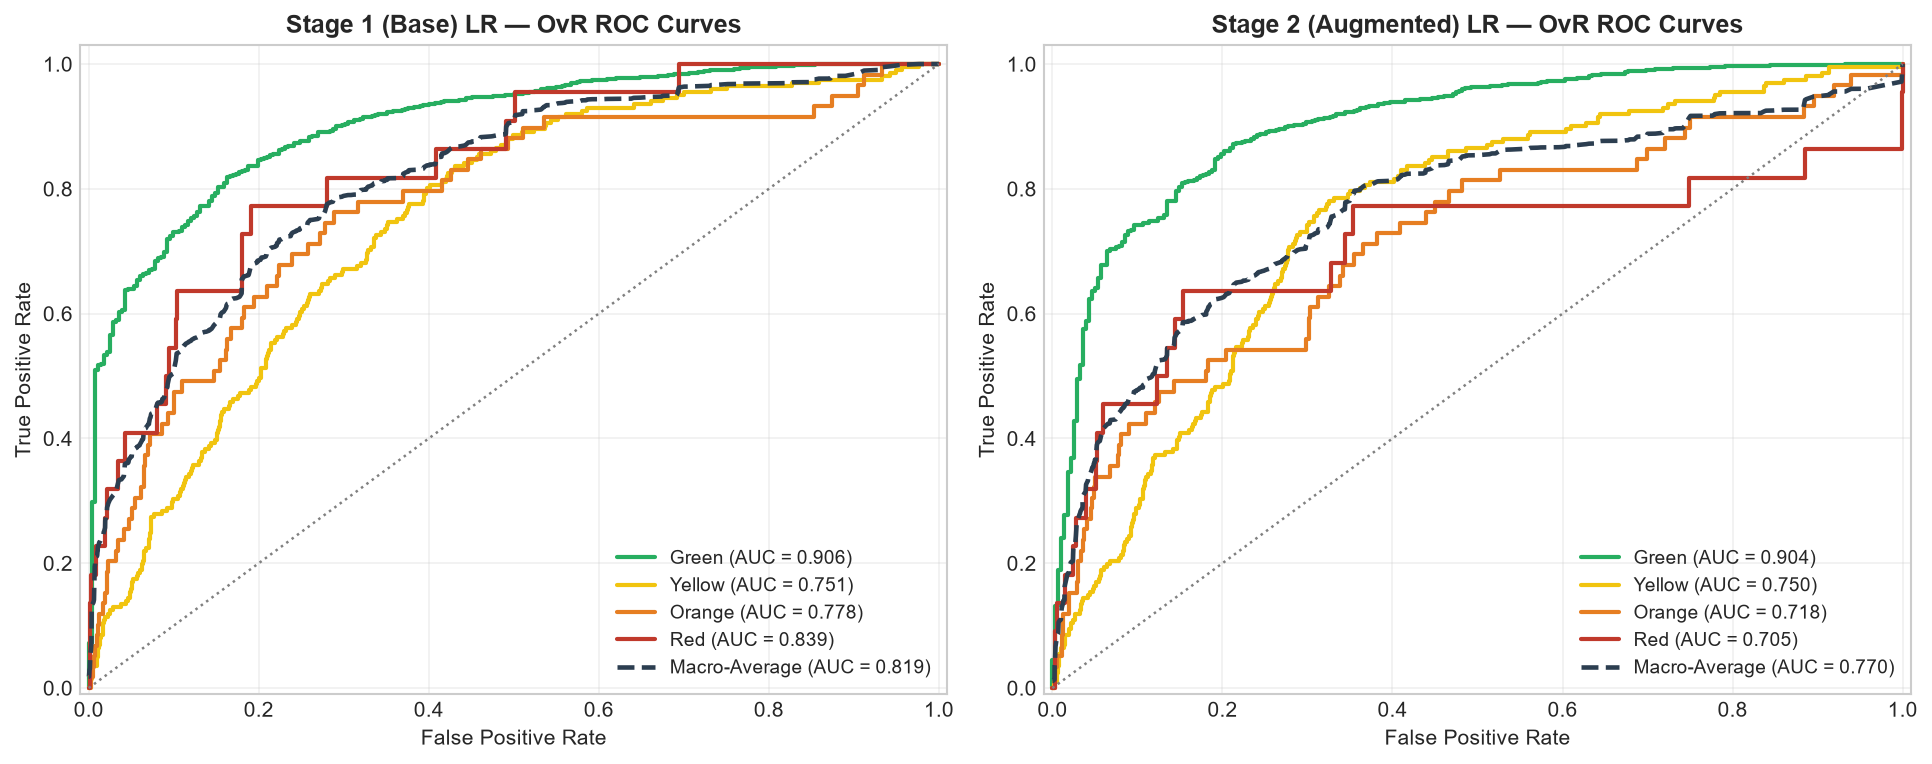 Stage 1 (Base) LR — OvR ROC Curves
True Positive Rate
1.0
0.8
0.6
0.4
0.2
0.0
Green (AUC = 0.906)
Yellow (AUC = 0.751)
Orange (AUC = 0.778)
Red (AUC = 0.839)
Macro-Average (AUC = 0.819)
0.0 0.2 0.4 0.6 0.8 1.0
False Positive Rate
Stage 2 (Augmented) LR — OvR ROC Curves
True Positive Rate
1.0
0.8
0.6
0.4
0.2
0.0
Green (AUC = 0.904)
Yellow (AUC = 0.750)
Orange (AUC = 0.718)
Red (AUC = 0.705)
Macro-Average (AUC = 0.770)
0.0 0.2 0.4 0.6 0.8 1.0
False Positive Rate